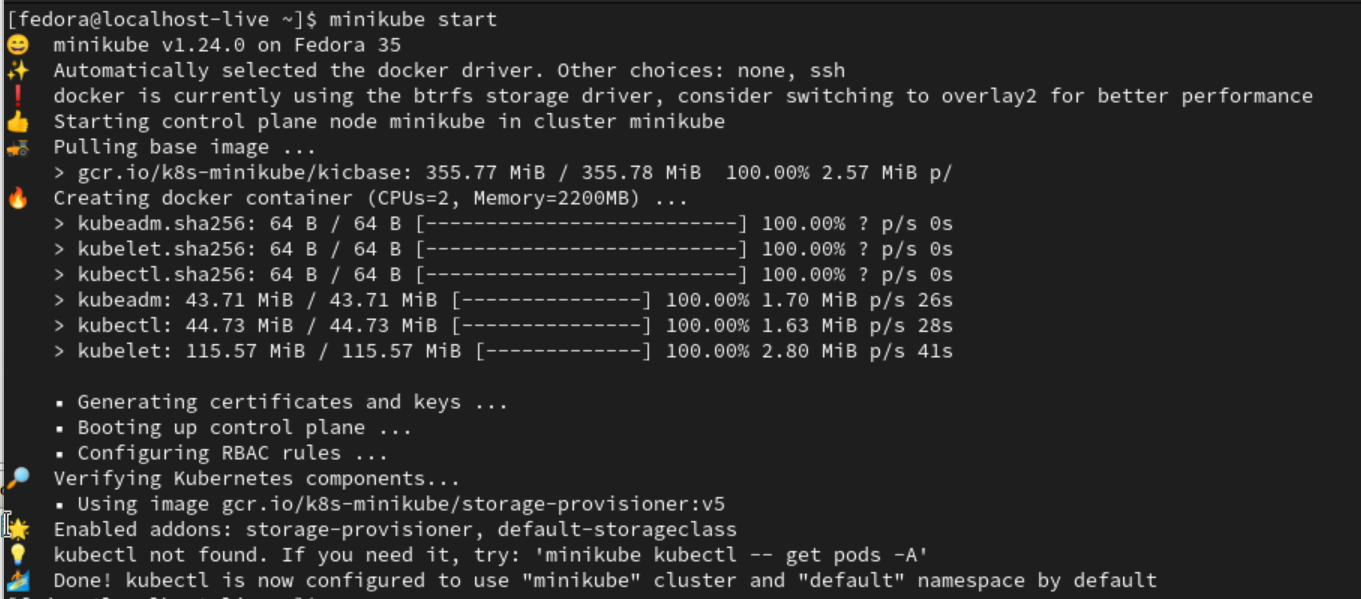 [fedora@localhost-live ~]$ minikube start
😄 minikube v1.24.0 on Fedora 35
✨ Automatically selected the docker driver. Other choices: none, ssh
❗ docker is currently using the btrfs storage driver, consider switching to overlay2 for better performance
👍 Starting control plane node minikube in cluster minikube
🚜 Pulling base image ...
> gcr.io/k8s-minikube/kicbase: 355.77 MiB / 355.78 MiB 100.00% 2.57 MiB p/
🔥 Creating docker container (CPUs=2, Memory=2200MB) ...
> kubeadm.sha256: 64 B / 64 B [--------------------------] 100.00% ? p/s 0s
> kubelet.sha256: 64 B / 64 B [--------------------------] 100.00% ? p/s 0s
> kubectl.sha256: 64 B / 64 B [--------------------------] 100.00% ? p/s 0s
> kubeadm: 43.71 MiB / 43.71 MiB [---------------] 100.00% 1.70 MiB p/s 26s
> kubectl: 44.73 MiB / 44.73 MiB [---------------] 100.00% 1.63 MiB p/s 28s
> kubelet: 115.57 MiB / 115.57 MiB [-------------] 100.00% 2.80 MiB p/s 41s
▪ Generating certificates and keys ...
▪ Booting up control plane ...
▪ Configuring RBAC rules ...
🔎 Verifying Kubernetes components...
▪ Using image gcr.io/k8s-minikube/storage-provisioner:v5
🌟 Enabled addons: storage-provisioner, default-storageclass
💡 kubectl not found. If you need it, try: 'minikube kubectl -- get pods -A'
🏄 Done! kubectl is now configured to use "minikube" cluster and "default" namespace by default